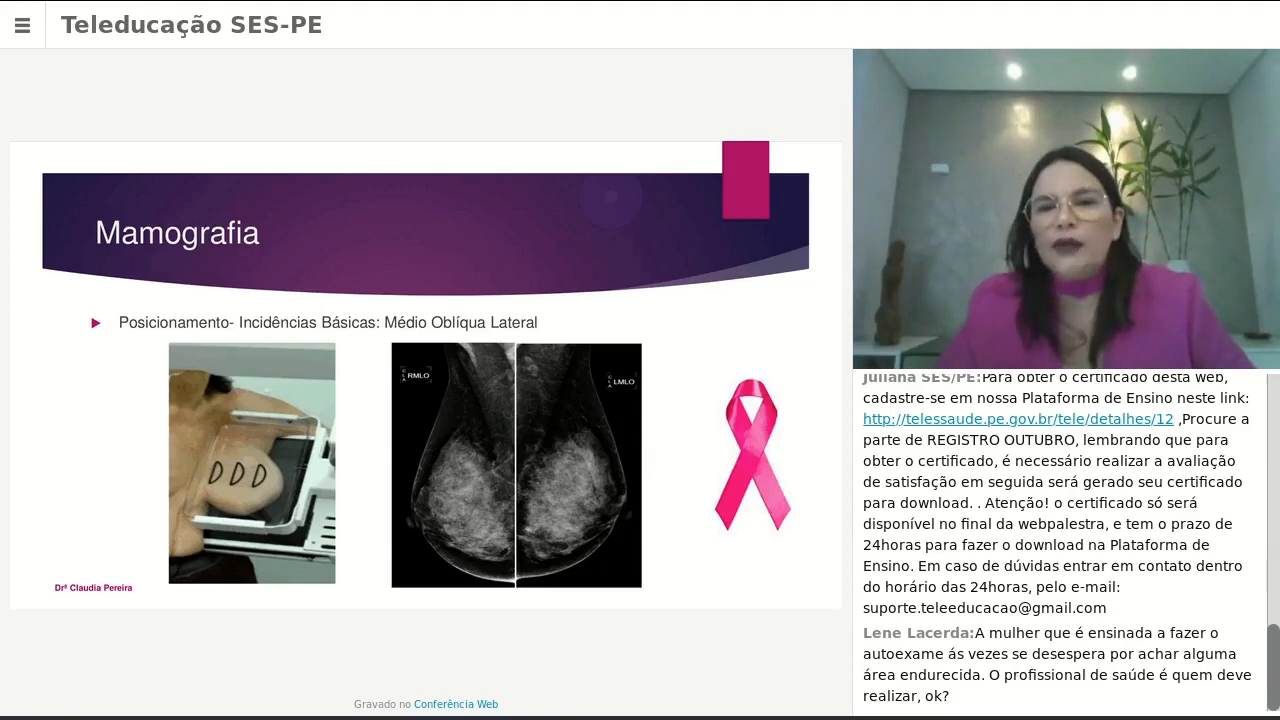 Teleducação SES-PE
Mamografia
Posicionamento- Incidências Básicas: Médio Oblíqua Lateral
RMLO
LMLO
Drª Claudia Pereira
Gravado no Conferência Web
Juliana SES/PE:Para obter o certificado desta web,
cadastre-se em nossa Plataforma de Ensino neste link:
http://telessaude.pe.gov.br/tele/detalhes/12 ,Procure a
parte de REGISTRO OUTUBRO, lembrando que para
obter o certificado, é necessário realizar a avaliação
de satisfação em seguida será gerado seu certificado
para download. . Atenção! o certificado só será
disponível no final da webpalestra, e tem o prazo de
24horas para fazer o download na Plataforma de
Ensino. Em caso de dúvidas entrar em contato dentro
do horário das 24horas, pelo e-mail:
suporte.teleeducacao@gmail.com
Lene Lacerda:A mulher que é ensinada a fazer o
autoexame ás vezes se desespera por achar alguma
área endurecida. O profissional de saúde é quem deve
realizar, ok?